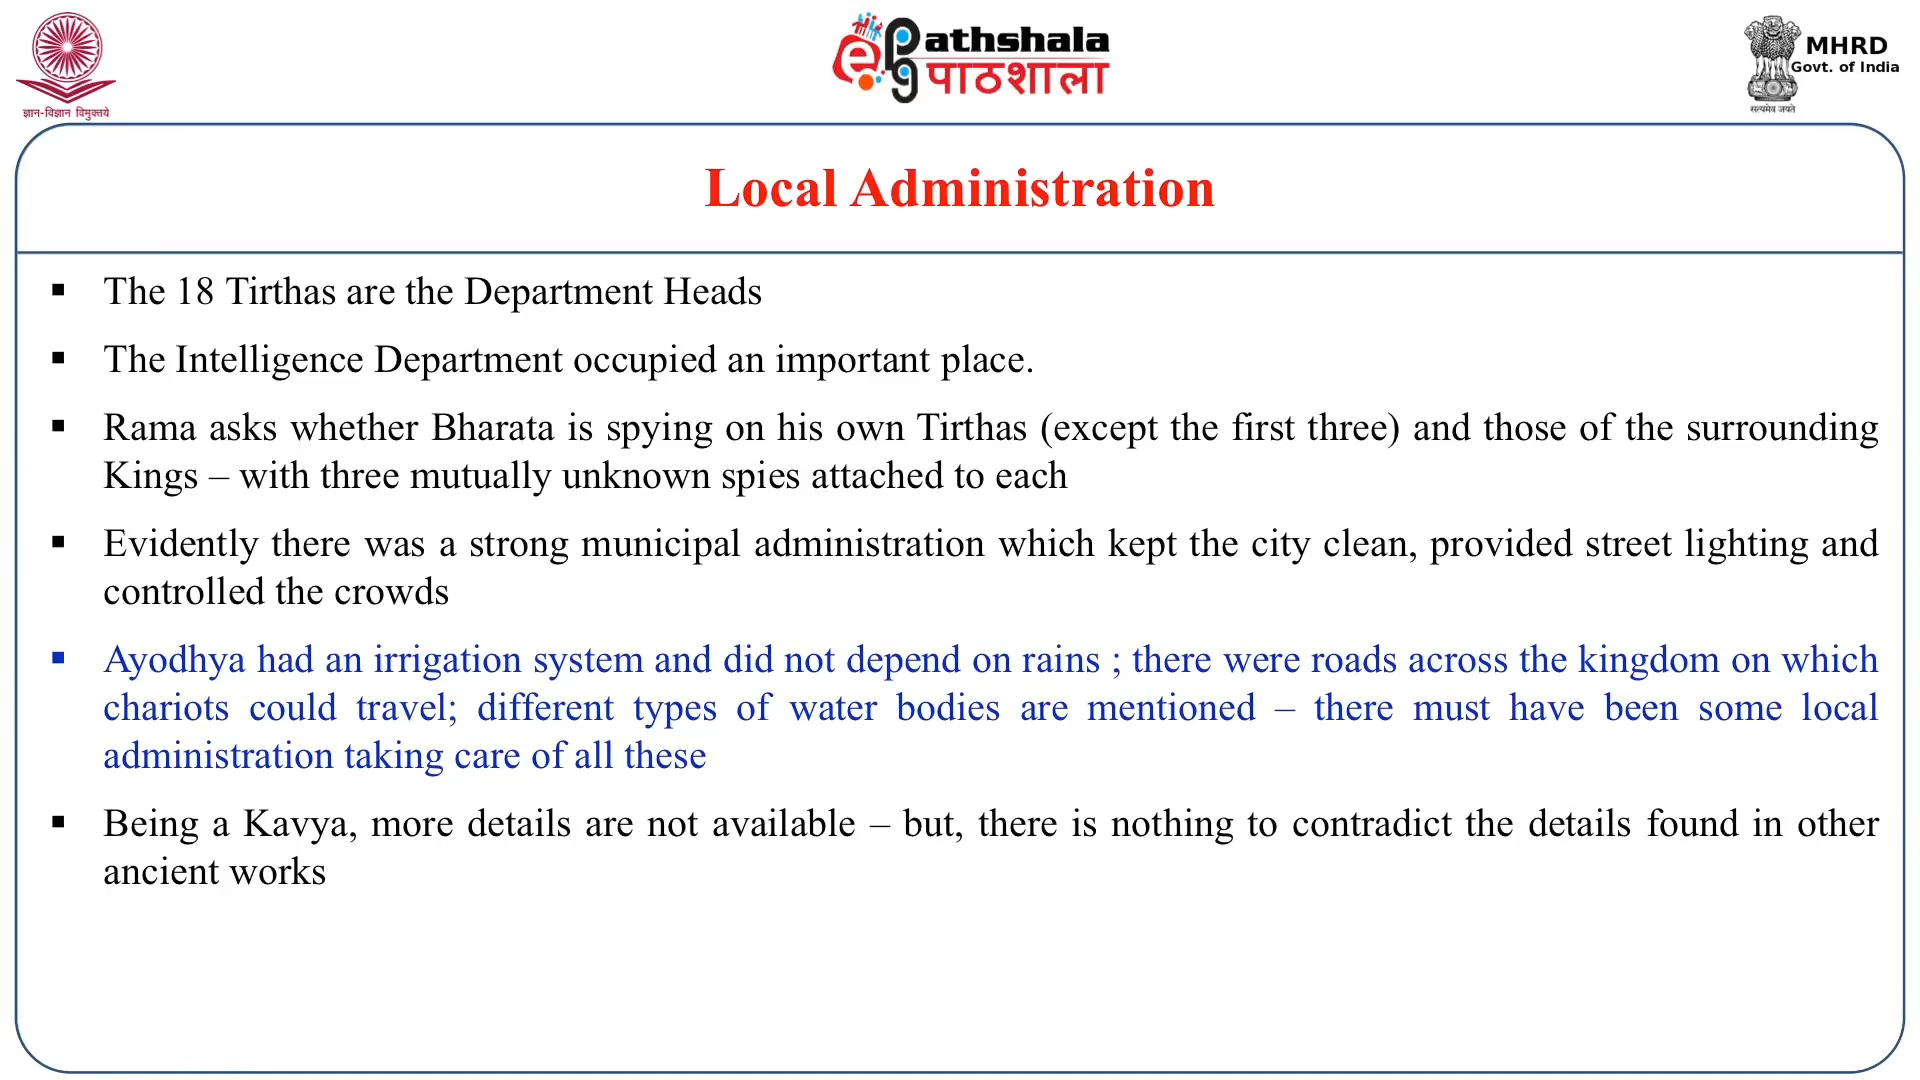 ज्ञान-विज्ञान विमुक्तये
ePG Pathshala
पाठशाला
MHRD
Govt. of India
सत्यमेव जयते
Local Administration
▪ The 18 Tirthas are the Department Heads
▪ The Intelligence Department occupied an important place.
▪ Rama asks whether Bharata is spying on his own Tirthas (except the first three) and those of the surrounding
Kings – with three mutually unknown spies attached to each
▪ Evidently there was a strong municipal administration which kept the city clean, provided street lighting and
controlled the crowds
▪ Ayodhya had an irrigation system and did not depend on rains ; there were roads across the kingdom on which
chariots could travel; different types of water bodies are mentioned – there must have been some local
administration taking care of all these
▪ Being a Kavya, more details are not available – but, there is nothing to contradict the details found in other
ancient works